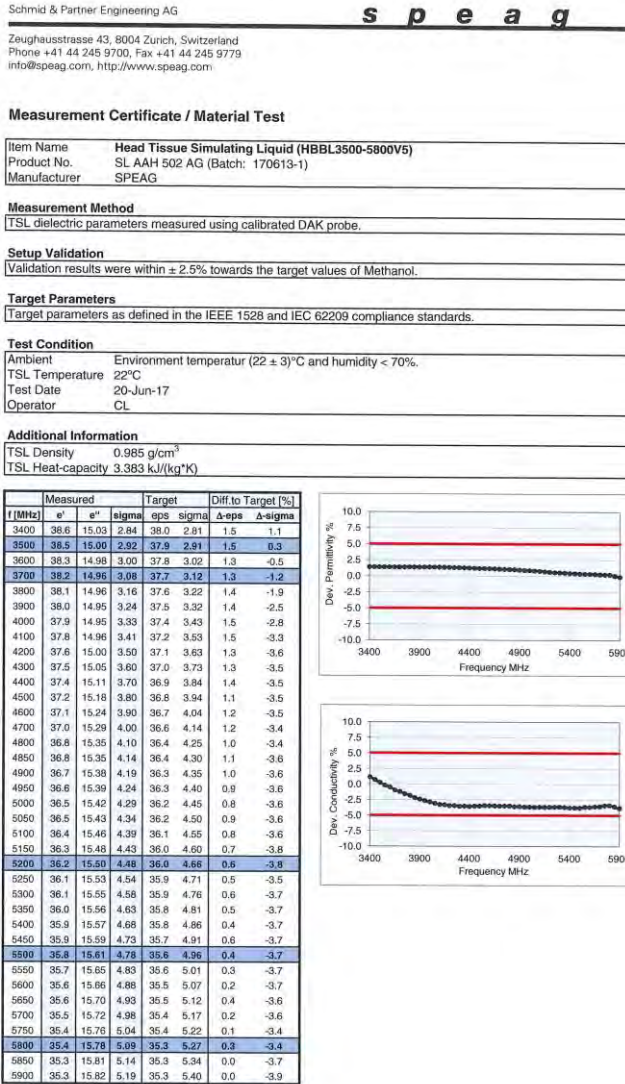 Schmid & Partner Engineering AG
s p e a g
Zeughausstrasse 43, 8004 Zurich, Switzerland
Phone +41 44 245 9700, Fax +41 44 245 9779
info@speag.com, http://www.speag.com
Measurement Certificate / Material Test
Item Name Head Tissue Simulating Liquid (HBBL3500-5800V5)
Product No. SL AAH 502 AG (Batch: 170613-1)
Manufacturer SPEAG
Measurement Method
TSL dielectric parameters measured using calibrated DAK probe.
Setup Validation
Validation results were within ± 2.5% towards the target values of Methanol.
Target Parameters
Target parameters as defined in the IEEE 1528 and IEC 62209 compliance standards.
Test Condition
Ambient Environment temperatur (22 ± 3)°C and humidity < 70%.
TSL Temperature 22°C
Test Date 20-Jun-17
Operator CL
Additional Information
TSL Density 0.985 g/cm³
TSL Heat-capacity 3.383 kJ/(kg*K)
Measured Target Diff.to Target [%]
f [MHz] e' e'' sigma eps sigma Δ-eps Δ-sigma
3400 38.6 15.03 2.84 38.0 2.81 1.5 1.1
3500 38.5 15.00 2.92 37.9 2.91 1.5 0.3
3600 38.3 14.98 3.00 37.8 3.02 1.3 -0.5
3700 38.2 14.96 3.08 37.7 3.12 1.3 -1.2
3800 38.1 14.96 3.16 37.6 3.22 1.4 -1.9
3900 38.0 14.95 3.24 37.5 3.32 1.4 -2.5
4000 37.9 14.95 3.33 37.4 3.43 1.5 -2.8
4100 37.8 14.96 3.41 37.2 3.53 1.5 -3.3
4200 37.6 15.00 3.50 37.1 3.63 1.3 -3.6
4300 37.5 15.05 3.60 37.0 3.73 1.3 -3.5
4400 37.4 15.11 3.70 36.9 3.84 1.4 -3.5
4500 37.2 15.18 3.80 36.8 3.94 1.1 -3.5
4600 37.1 15.24 3.90 36.7 4.04 1.2 -3.5
4700 37.0 15.29 4.00 36.6 4.14 1.2 -3.4
4800 36.8 15.35 4.10 36.4 4.25 1.0 -3.4
4850 36.8 15.35 4.14 36.4 4.30 1.1 -3.6
4900 36.7 15.38 4.19 36.3 4.35 1.0 -3.6
4950 36.6 15.39 4.24 36.3 4.40 0.9 -3.6
5000 36.5 15.42 4.29 36.2 4.45 0.8 -3.6
5050 36.5 15.43 4.34 36.2 4.50 0.9 -3.6
5100 36.4 15.46 4.39 36.1 4.55 0.8 -3.6
5150 36.3 15.48 4.43 36.0 4.60 0.7 -3.8
5200 36.2 15.50 4.48 36.0 4.66 0.6 -3.8
5250 36.1 15.53 4.54 35.9 4.71 0.5 -3.5
5300 36.1 15.55 4.58 35.9 4.76 0.6 -3.7
5350 36.0 15.56 4.63 35.8 4.81 0.5 -3.7
5400 35.9 15.57 4.68 35.8 4.86 0.4 -3.7
5450 35.9 15.59 4.73 35.7 4.91 0.6 -3.7
5500 35.8 15.61 4.78 35.6 4.96 0.4 -3.7
5550 35.7 15.65 4.83 35.6 5.01 0.3 -3.7
5600 35.6 15.66 4.88 35.5 5.07 0.2 -3.7
5650 35.6 15.70 4.93 35.5 5.12 0.4 -3.6
5700 35.5 15.72 4.98 35.4 5.17 0.2 -3.6
5750 35.4 15.76 5.04 35.4 5.22 0.1 -3.4
5800 35.4 15.78 5.09 35.3 5.27 0.3 -3.4
5850 35.3 15.81 5.14 35.3 5.34 0.0 -3.7
5900 35.3 15.82 5.19 35.3 5.40 0.0 -3.9
Dev. Permittivity %
10.0
7.5
5.0
2.5
0.0
-2.5
-5.0
-7.5
-10.0
3400 3900 4400 4900 5400 590
Frequency MHz
Dev. Conductivity %
10.0
7.5
5.0
2.5
0.0
-2.5
-5.0
-7.5
-10.0
3400 3900 4400 4900 5400 590
Frequency MHz